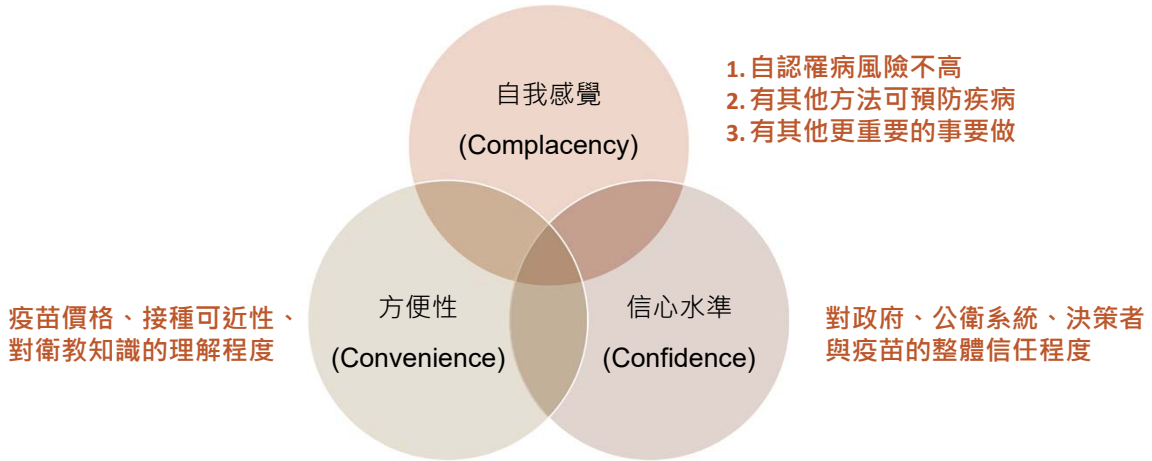 自我感覺
(Complacency)
1. 自認罹病風險不高
2. 有其他方法可預防疾病
3. 有其他更重要的事要做
方便性
(Convenience)
疫苗價格、接種可近性、
對衛教知識的理解程度
信心水準
(Confidence)
對政府、公衛系統、決策者
與疫苗的整體信任程度